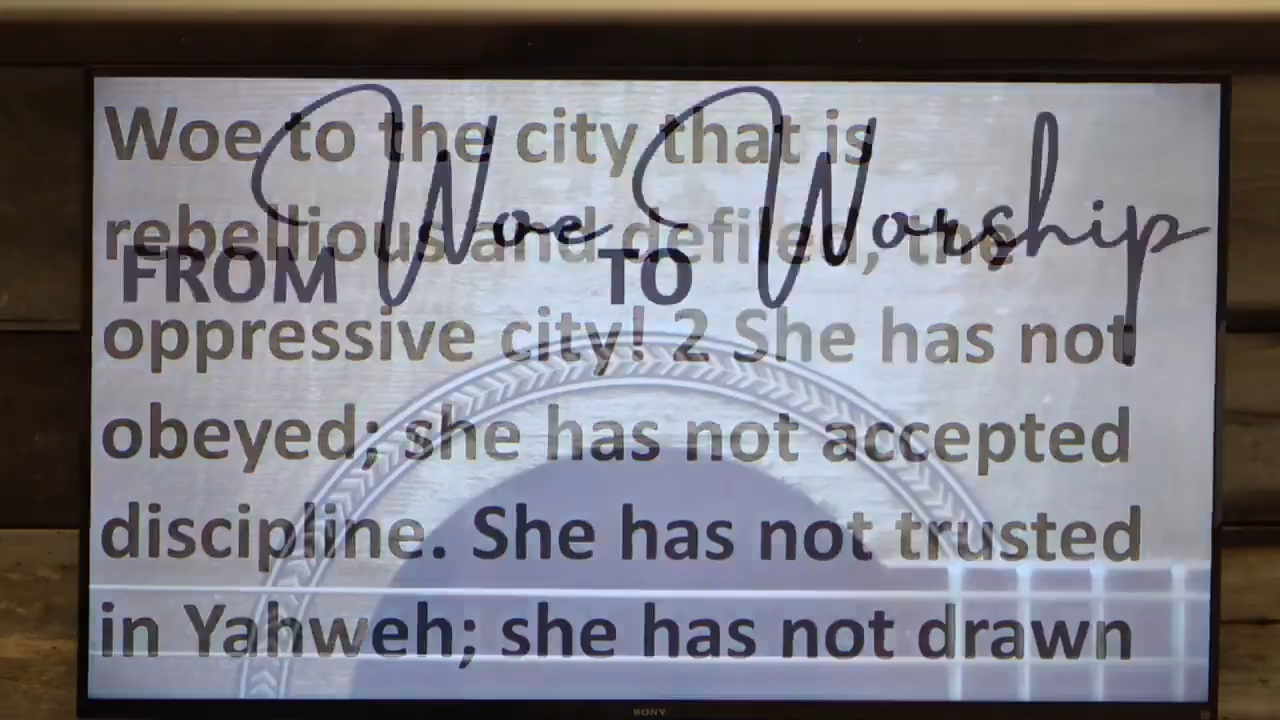 Woe to the city that is
rebellious and defiled, the
oppressive city! 2 She has not
obeyed; she has not accepted
discipline. She has not trusted
in Yahweh; she has not drawn
FROM Woe TO Worship
SONY